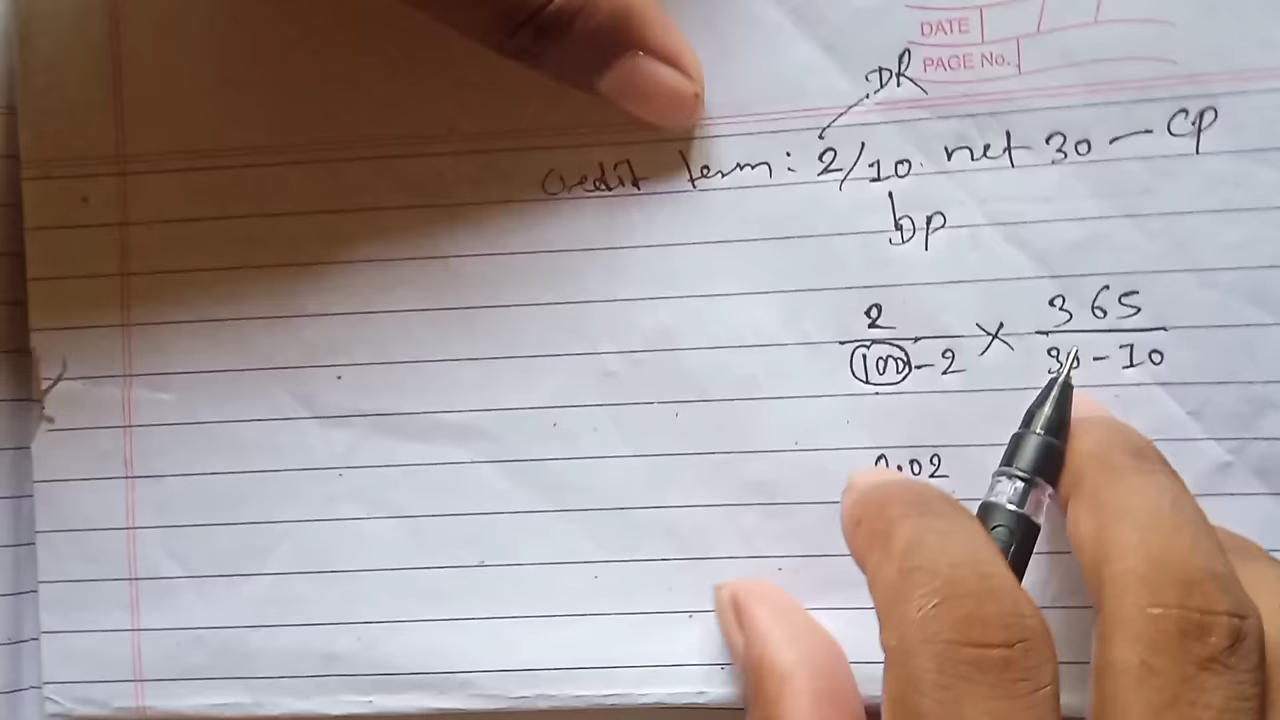 DATE
PAGE No.
DR
Credit term: 2/10. net 30 – CP
DP
2/100-2 × 365/30-10
0.02